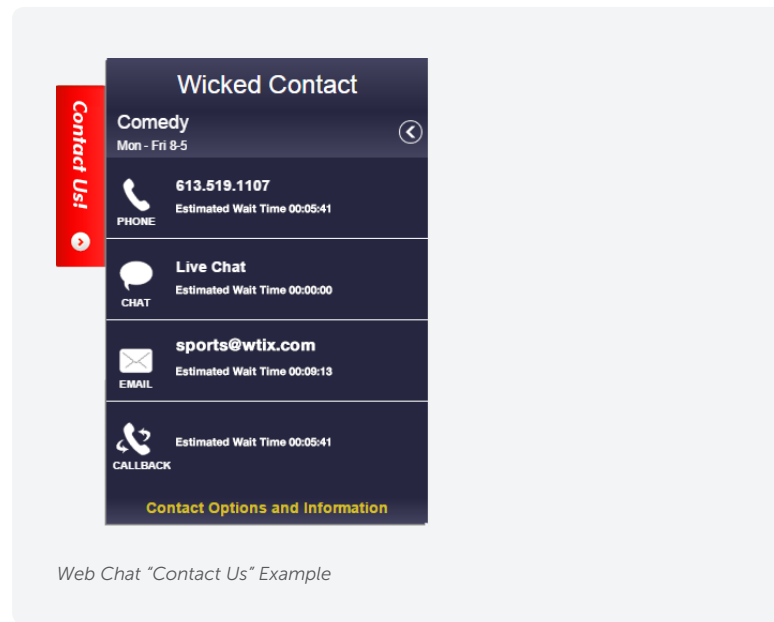 Wicked Contact
Contact Us!
Comedy
Mon - Fri 8-5
613.519.1107
Estimated Wait Time 00:05:41
PHONE
Live Chat
Estimated Wait Time 00:00:00
CHAT
sports@wtix.com
Estimated Wait Time 00:09:13
EMAIL
Estimated Wait Time 00:05:41
CALLBACK
Contact Options and Information
Web Chat “Contact Us” Example